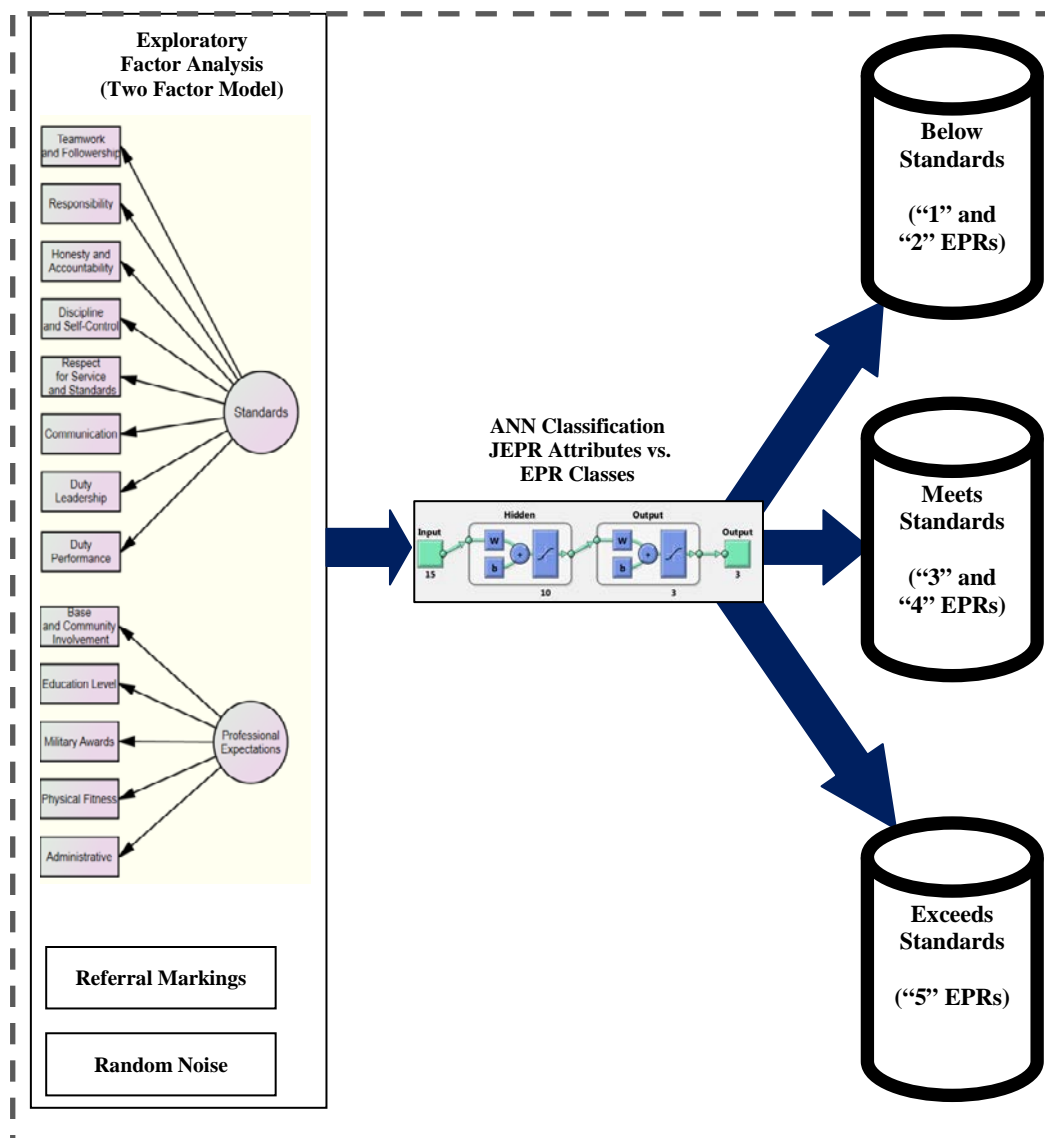 Exploratory
Factor Analysis
(Two Factor Model)
Teamwork
and Followership
Responsibility
Honesty and
Accountability
Discipline
and Self-Control
Respect
for Service
and Standards
Communication
Duty
Leadership
Duty
Performance
Standards
Base
and Community
Involvement
Education Level
Military Awards
Physical Fitness
Administrative
Professional
Expectations
Referral Markings
Random Noise
ANN Classification
JEPR Attributes vs.
EPR Classes
Input
15
Hidden
W
b
+
10
Output
W
b
+
3
Output
3
Below
Standards
(“1” and
“2” EPRs)
Meets
Standards
(“3” and
“4” EPRs)
Exceeds
Standards
(“5” EPRs)